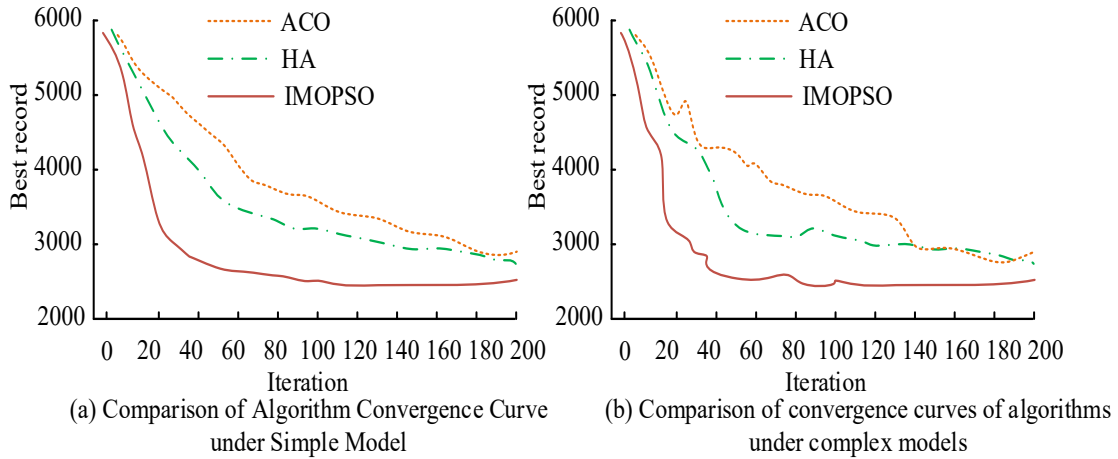 6000
5000
4000
3000
2000
Best record
ACO
HA
IMOPSO
0 20 40 60 80 100 120 140 160 180 200
Iteration
(a) Comparison of Algorithm Convergence Curve
under Simple Model
6000
5000
4000
3000
2000
Best record
ACO
HA
IMOPSO
0 20 40 60 80 100 120 140 160 180 200
Iteration
(b) Comparison of convergence curves of algorithms
under complex models